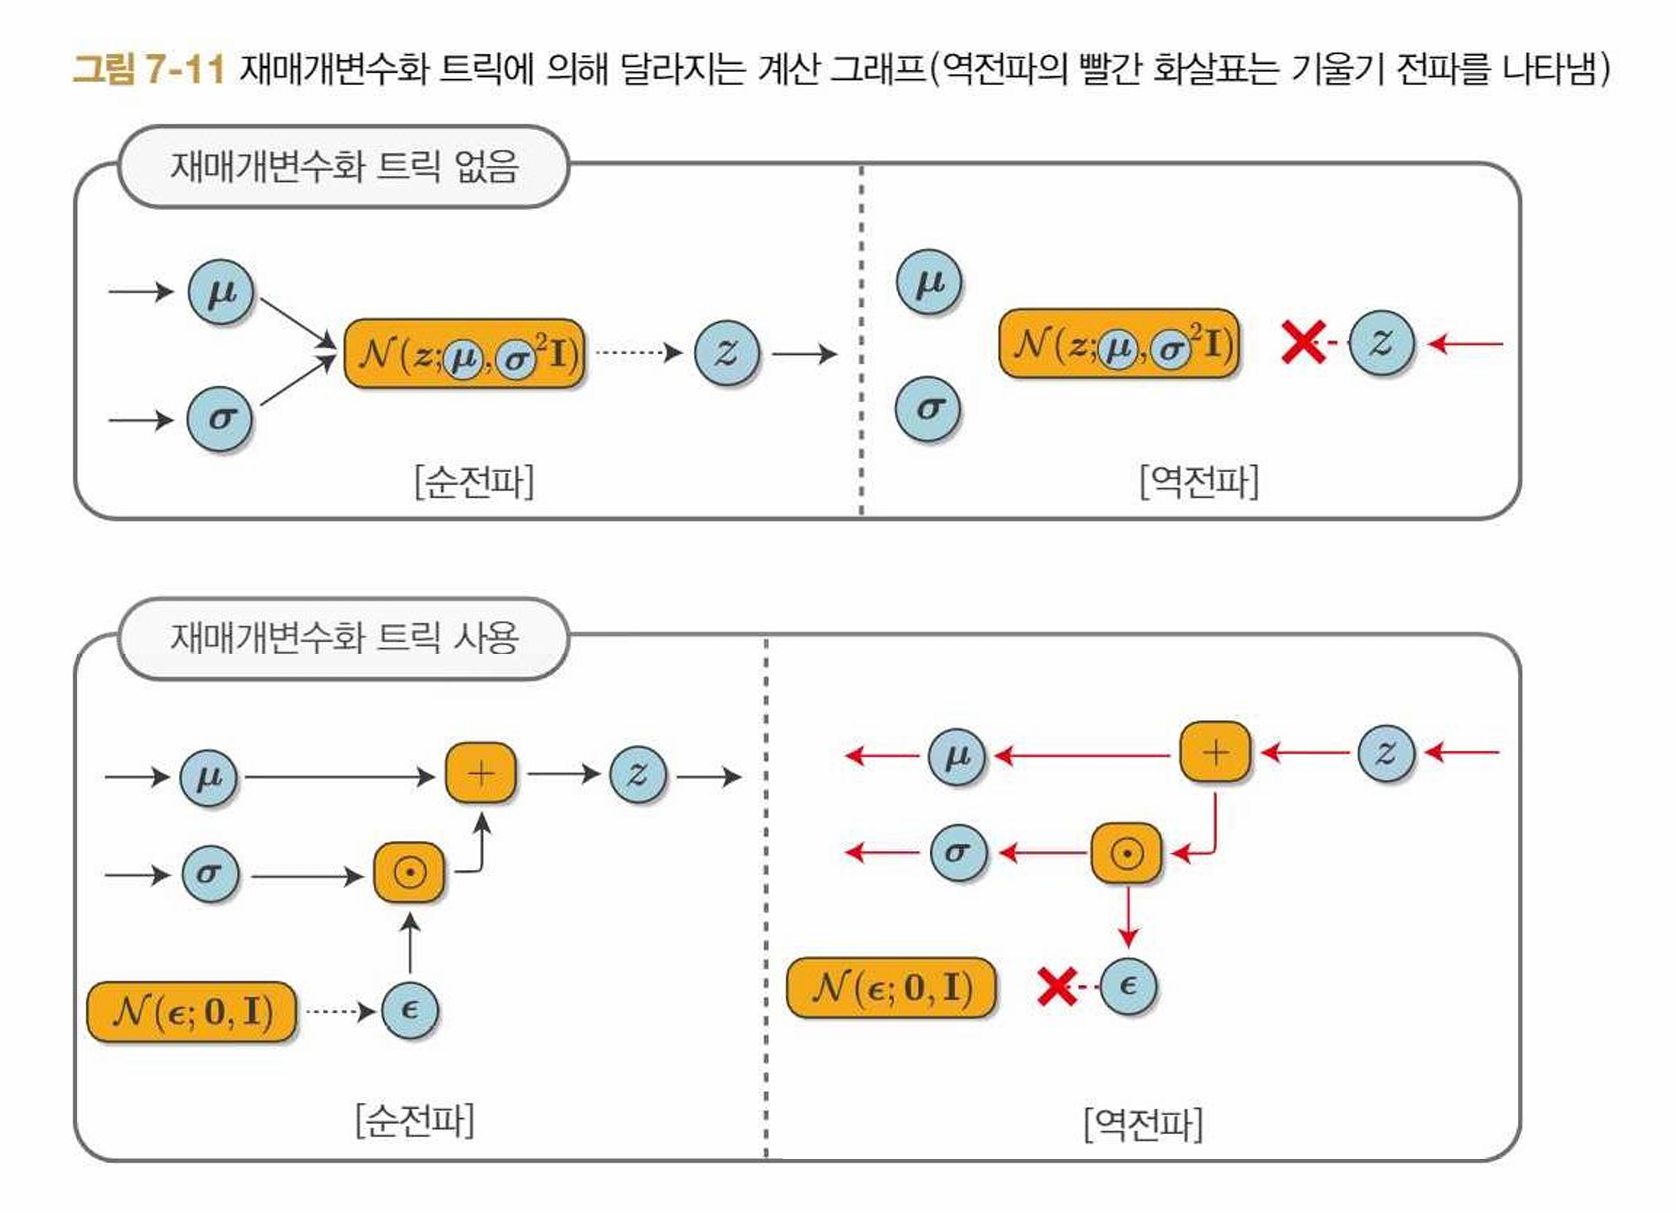 그림 7-11 재매개변수화 트릭에 의해 달라지는 계산 그래프(역전파의 빨간 화살표는 기울기 전파를 나타냄)
재매개변수화 트릭 없음
μ
σ
𝒩(z;μ,σ²I)
z
[순전파]
μ
σ
𝒩(z;μ,σ²I)
z
[역전파]
재매개변수화 트릭 사용
μ
+
z
σ
⊙
𝒩(ϵ;0,I)
ϵ
[순전파]
μ
+
z
σ
⊙
𝒩(ϵ;0,I)
ϵ
[역전파]